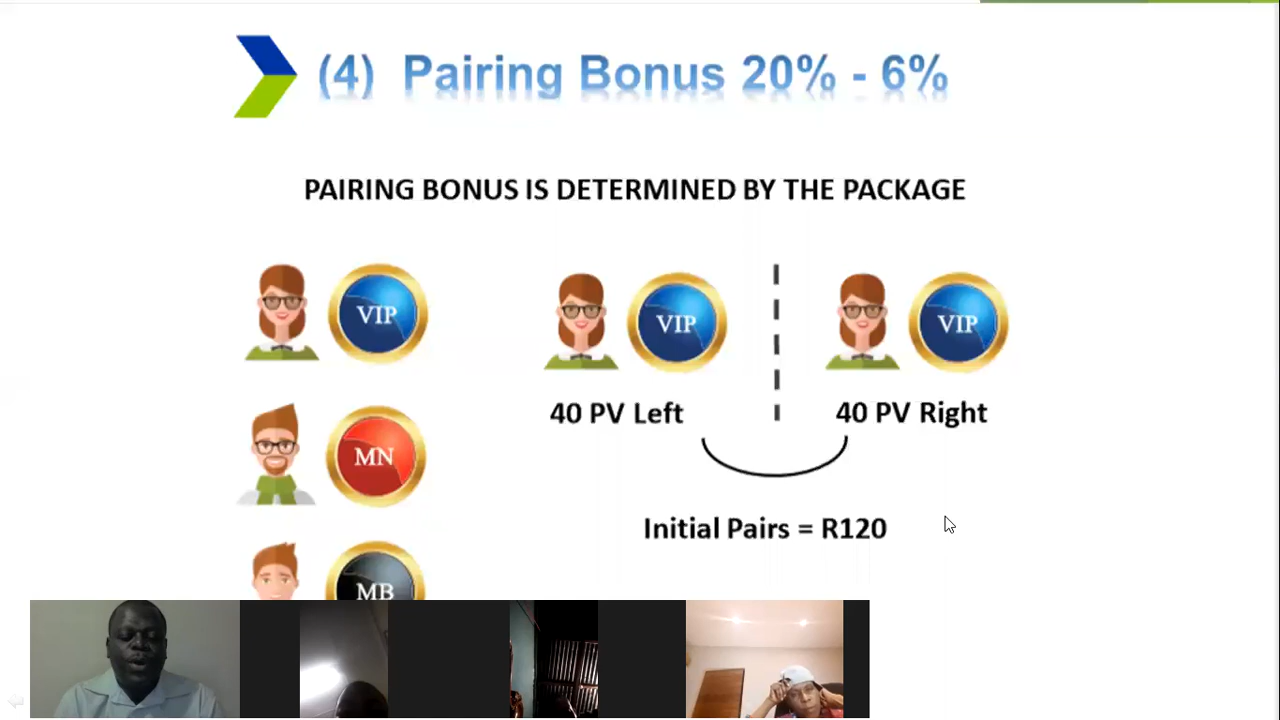 (4) Pairing Bonus 20% - 6%
PAIRING BONUS IS DETERMINED BY THE PACKAGE
VIP
VIP
VIP
40 PV Left
40 PV Right
MN
Initial Pairs = R120
MB